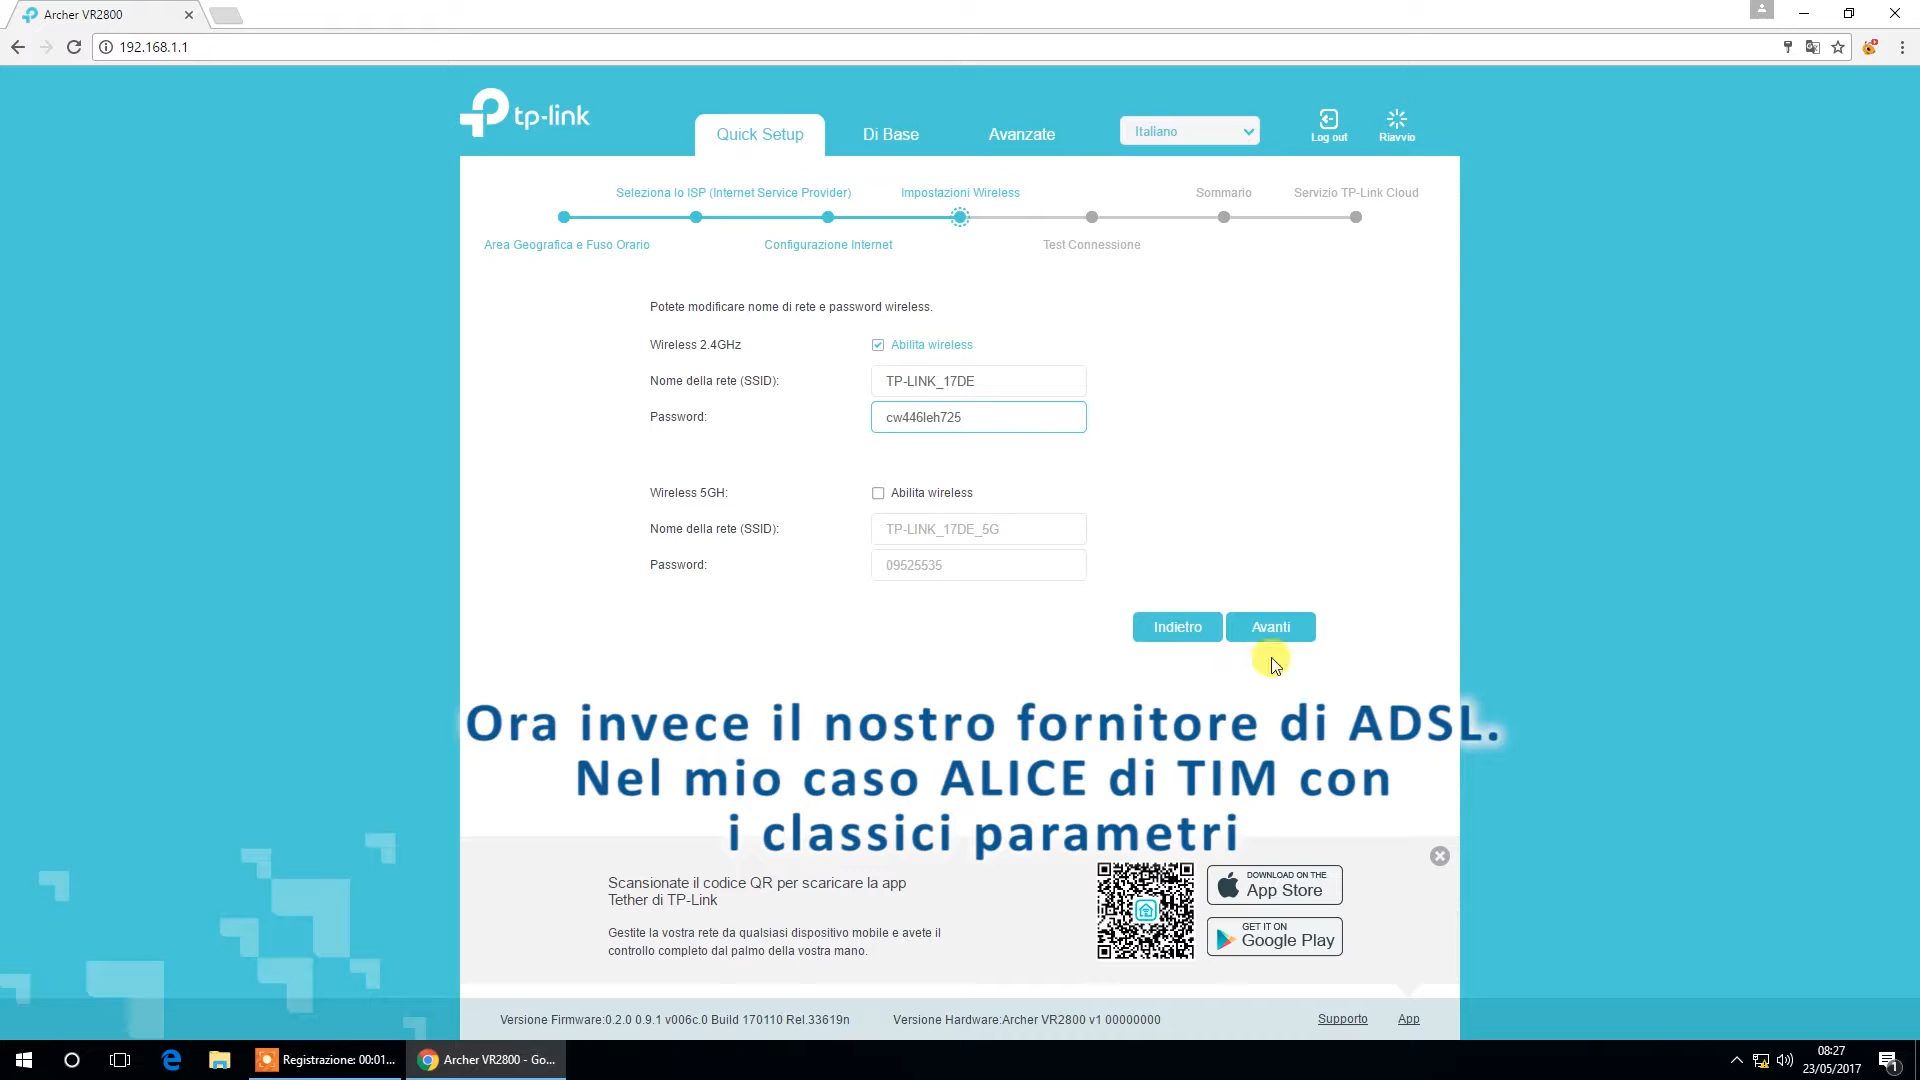 Archer VR2800
192.168.1.1
tp-link
Quick Setup
Di Base
Avanzate
Italiano
Log out
Riavvio
Seleziona lo ISP (Internet Service Provider)
Impostazioni Wireless
Sommario
Servizio TP-Link Cloud
Area Geografica e Fuso Orario
Configurazione Internet
Test Connessione
Potete modificare nome di rete e password wireless.
Wireless 2.4GHz
Abilita wireless
Nome della rete (SSID):
TP-LINK_17DE
Password:
cw446leh725
Wireless 5GH:
Abilita wireless
Nome della rete (SSID):
TP-LINK_17DE_5G
Password:
09525535
Indietro
Avanti
Ora invece il nostro fornitore di ADSL.
Nel mio caso ALICE di TIM con
i classici parametri
Scansionate il codice QR per scaricare la app
Tether di TP-Link
Gestite la vostra rete da qualsiasi dispositivo mobile e avete il
controllo completo dal palmo della vostra mano.
DOWNLOAD ON THE
App Store
GET IT ON
Google Play
Versione Firmware:0.2.0 0.9.1 v006c.0 Build 170110 Rel.33619n
Versione Hardware:Archer VR2800 v1 00000000
Supporto
App
Registrazione: 00:01...
Archer VR2800 - Go...
08:27
23/05/2017
1